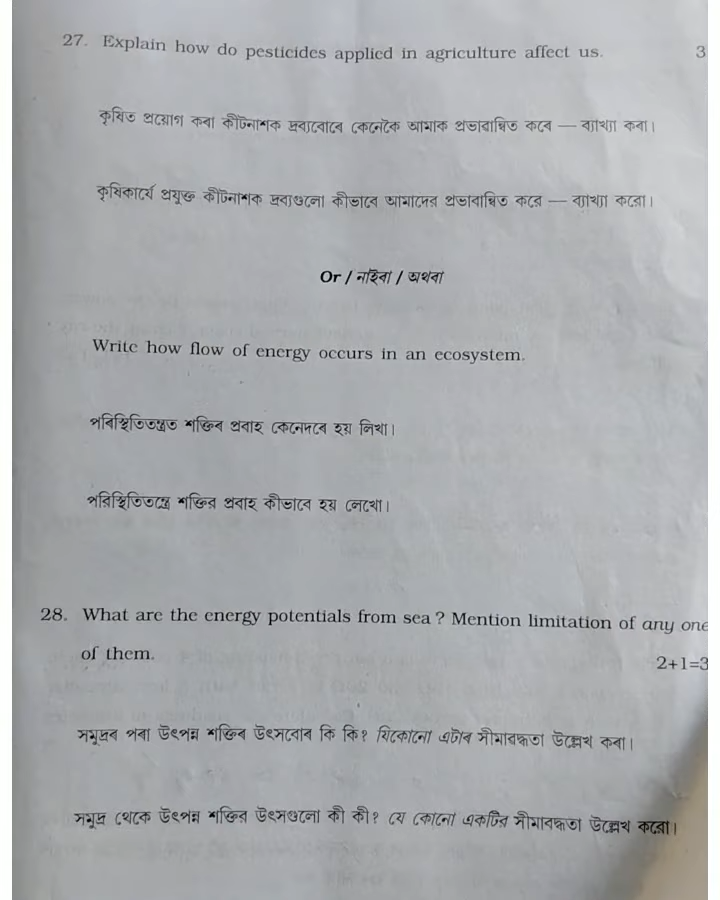 27. Explain how do pesticides applied in agriculture affect us. 3
কৃষিত প্ৰয়োগ কৰা কীটনাশক দ্ৰব্যবোৰে কেনেকৈ আমাক প্ৰভাৱান্বিত কৰে — ব্যাখ্যা কৰা।
কৃষিকার্যে প্রযুক্ত কীটনাশক দ্রব্যগুলো কীভাবে আমাদের প্রভাবান্বিত করে — ব্যাখ্যা করো।
Or / নাইবা / অথবা
Write how flow of energy occurs in an ecosystem.
পৰিস্থিতিতন্ত্ৰত শক্তিৰ প্ৰবাহ কেনেদৰে হয় লিখা।
পরিস্থিতিতন্ত্রে শক্তির প্রবাহ কীভাবে হয় লেখো।
28. What are the energy potentials from sea ? Mention limitation of any one
of them. 2+1=3
সমুদ্ৰৰ পৰা উৎপন্ন শক্তিৰ উৎসবোৰ কি কি? যিকোনো এটাৰ সীমাবদ্ধতা উল্লেখ কৰা।
সমুদ্র থেকে উৎপন্ন শক্তির উৎসগুলো কী কী? যে কোনো একটির সীমাবদ্ধতা উল্লেখ করো।